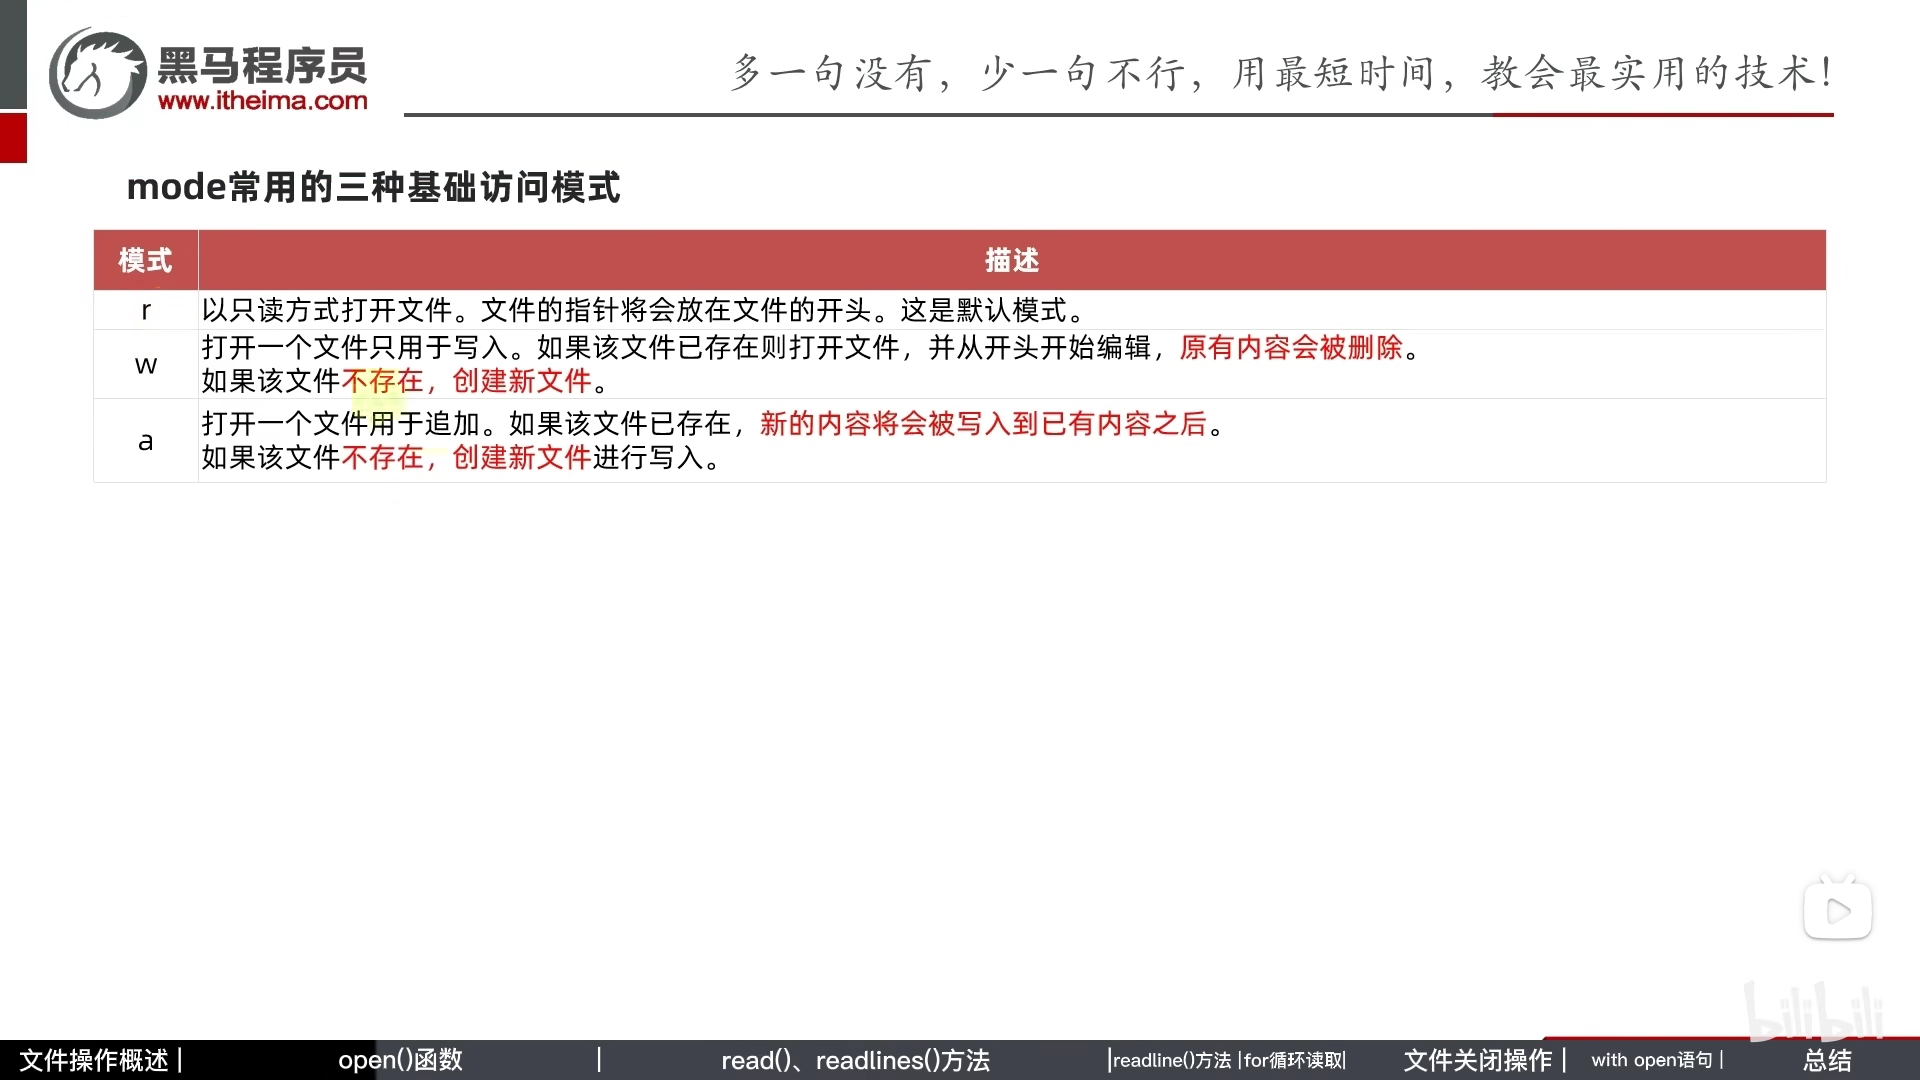 黑马程序员
www.itheima.com
多一句没有，少一句不行，用最短时间，教会最实用的技术！
mode常用的三种基础访问模式
模式 描述
r 以只读方式打开文件。文件的指针将会放在文件的开头。这是默认模式。
w 打开一个文件只用于写入。如果该文件已存在则打开文件，并从开头开始编辑，原有内容会被删除。
如果该文件不存在，创建新文件。
a 打开一个文件用于追加。如果该文件已存在，新的内容将会被写入到已有内容之后。
如果该文件不存在，创建新文件进行写入。
bilibili
文件操作概述| open()函数 | read()、readlines()方法 |readline()方法 |for循环读取| 文件关闭操作 | with open语句 | 总结